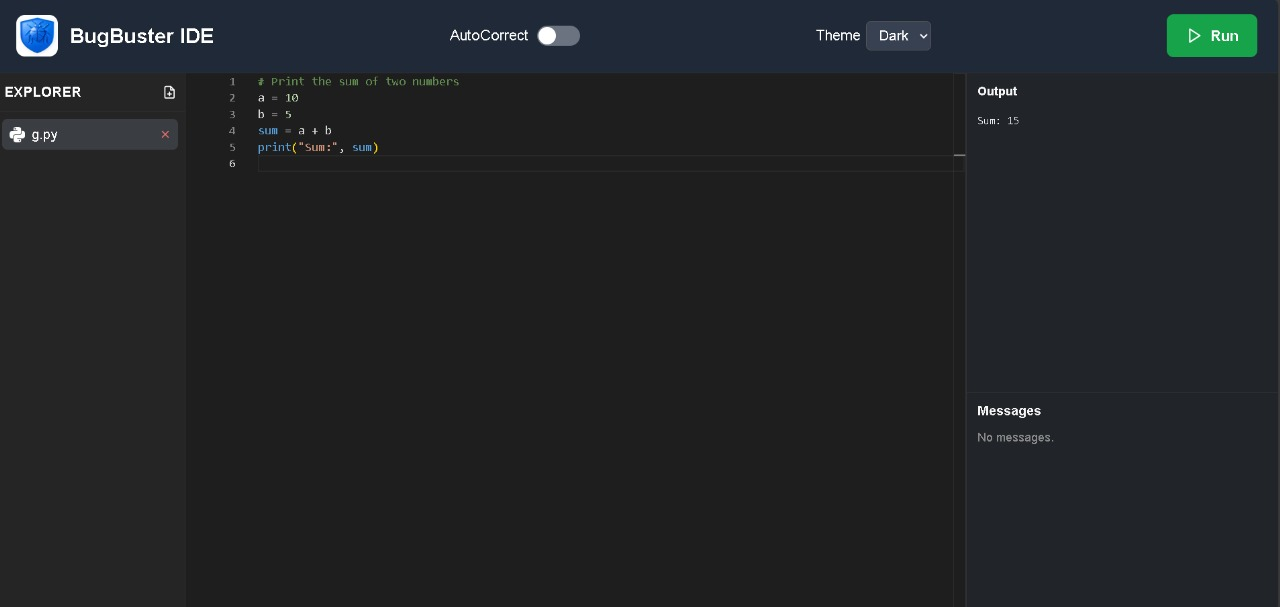 BugBuster IDE
AutoCorrect
Theme Dark
Run
EXPLORER
g.py
1 # Print the sum of two numbers
2 a = 10
3 b = 5
4 sum = a + b
5 print("Sum:", sum)
6
Output
Sum: 15
Messages
No messages.